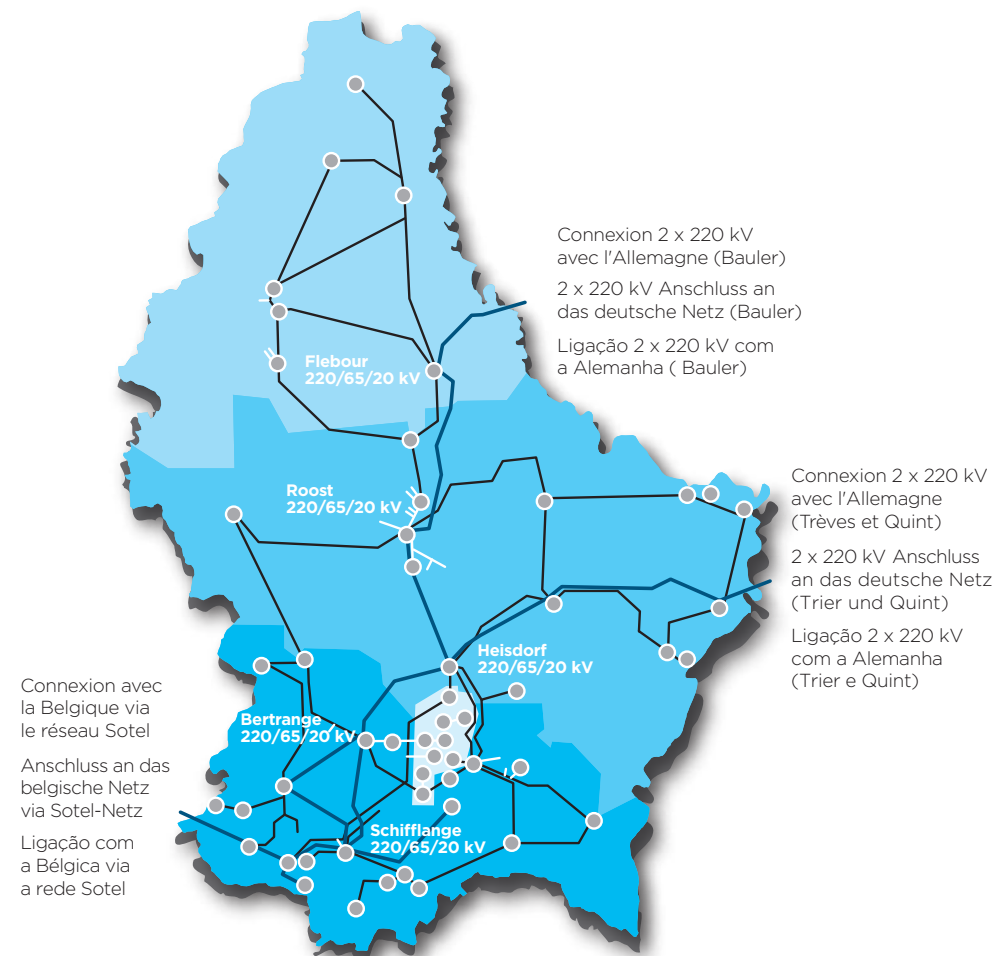 Connexion 2 x 220 kV
avec l'Allemagne (Bauler)
2 x 220 kV Anschluss an
das deutsche Netz (Bauler)
Ligação 2 x 220 kV com
a Alemanha ( Bauler)
Flebour
220/65/20 kV
Roost
220/65/20 kV
Connexion 2 x 220 kV
avec l'Allemagne
(Trèves et Quint)
2 x 220 kV Anschluss
an das deutsche Netz
(Trier und Quint)
Ligação 2 x 220 kV
com a Alemanha
(Trier e Quint)
Heisdorf
220/65/20 kV
Connexion avec
la Belgique via
le réseau Sotel
Anschluss an das
belgische Netz
via Sotel-Netz
Ligação com
a Bélgica via
a rede Sotel
Bertrange
220/65/20 kV
Schifflange
220/65/20 kV